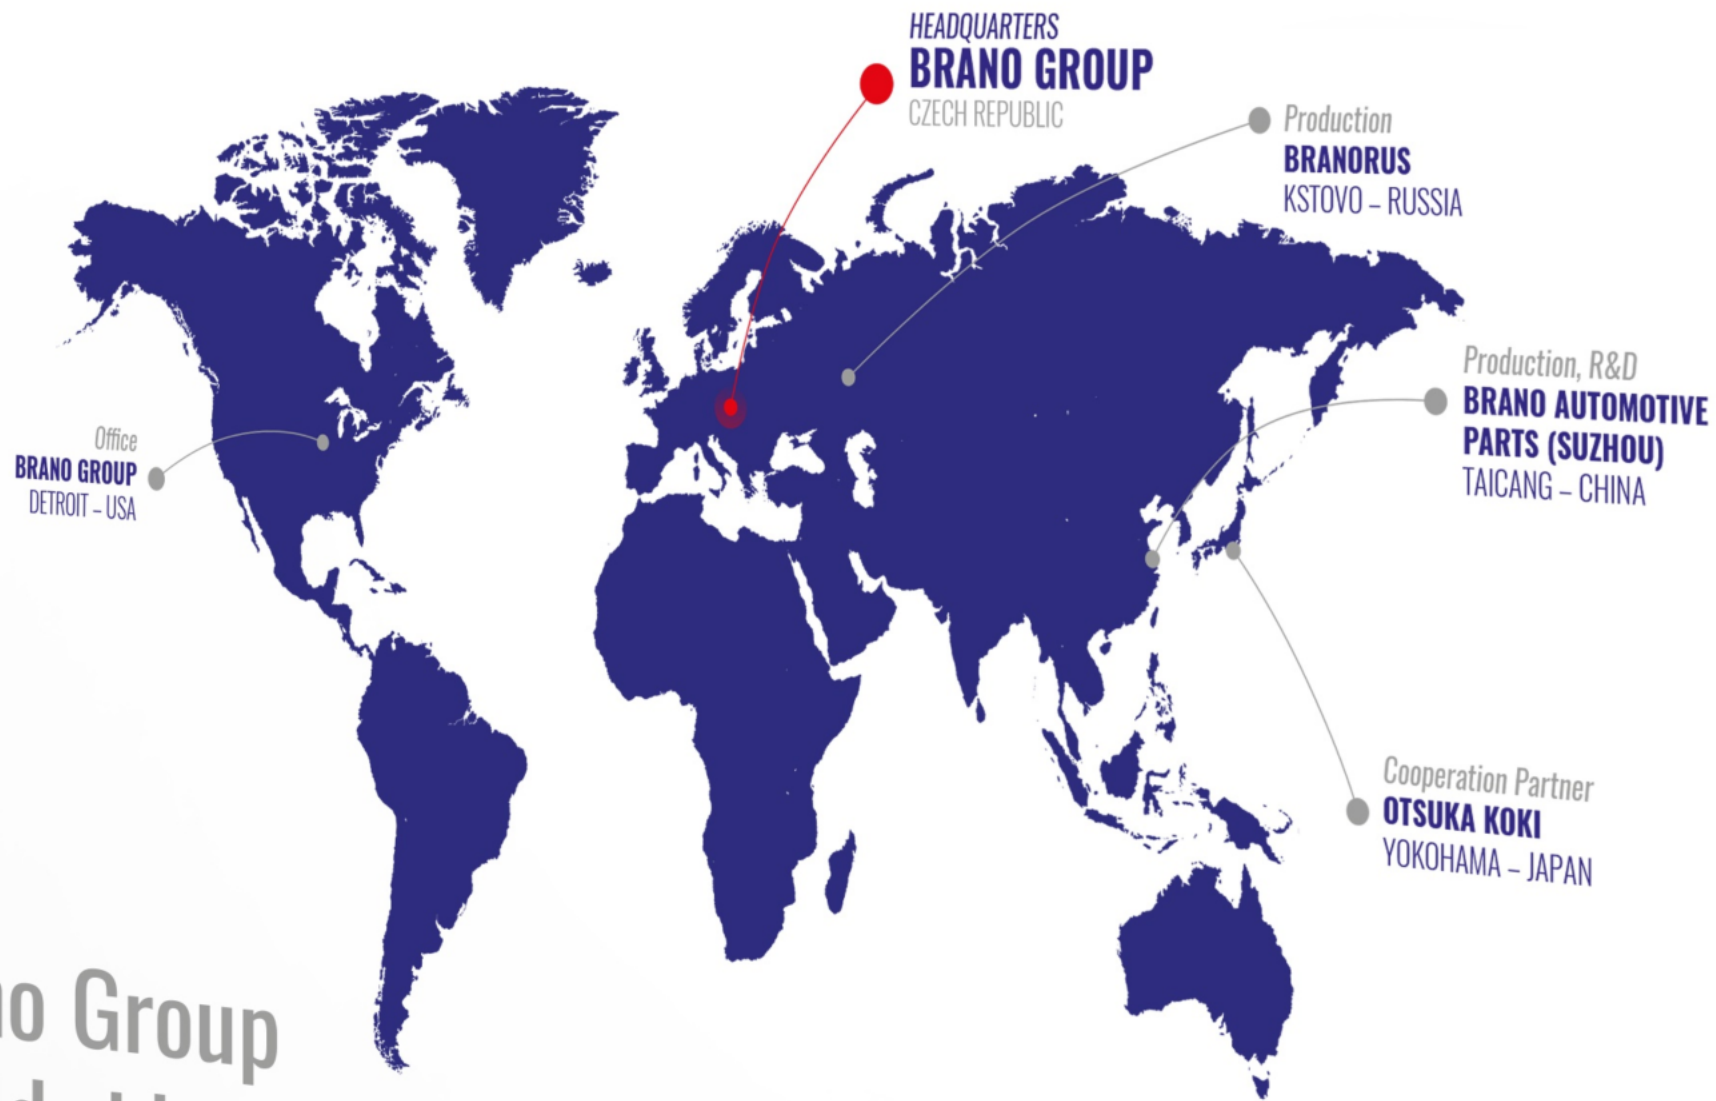 HEADQUARTERS
BRANO GROUP
CZECH REPUBLIC
Production
BRANORUS
KSTOVO – RUSSIA
Production, R&D
BRANO AUTOMOTIVE
PARTS (SUZHOU)
TAICANG – CHINA
Office
BRANO GROUP
DETROIT – USA
Cooperation Partner
OTSUKA KOKI
YOKOHAMA – JAPAN
Group